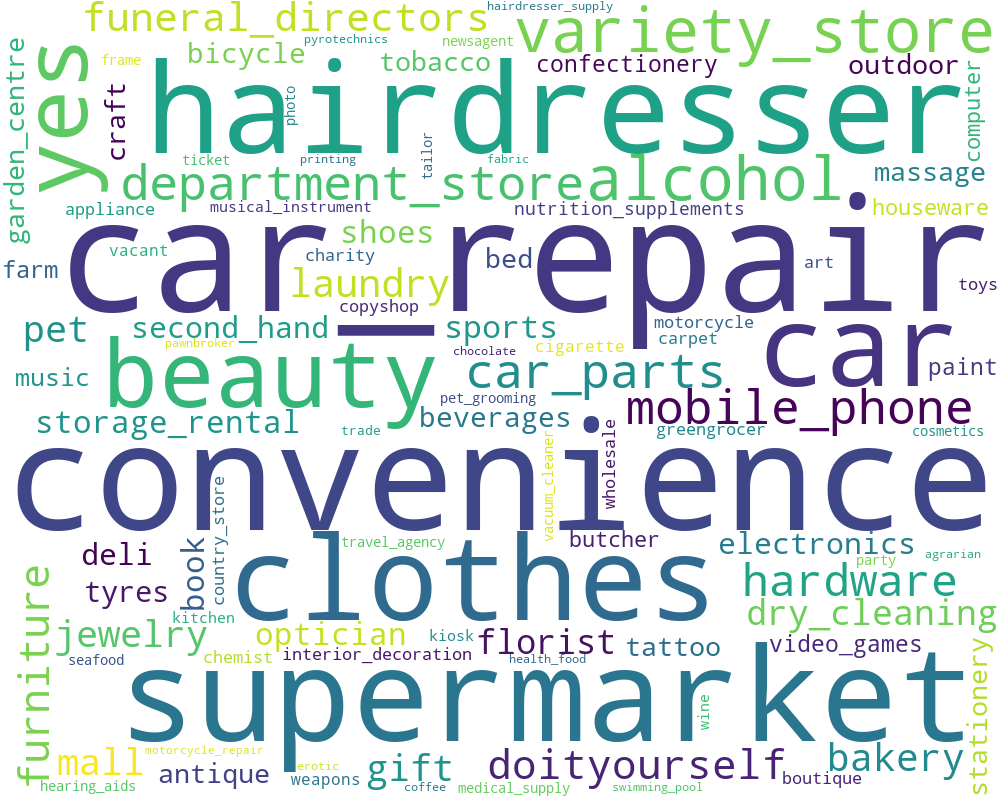 hairdresser_supply
funeral_directors
variety_store
pyrotechnics
newsagent
bicycle
tobacco
confectionery
outdoor
frame
yes
garden_centre
craft
photo
hairdresser
computer
ticket
printing
tailor
fabric
massage
department_store
alcohol
appliance
musical_instrument
nutrition_supplements
houseware
shoes
vacant
charity
bed
art
farm
car_repair
toys
laundry
copyshop
pet
second_hand
sports
motorcycle
carpet
car
pawnbroker
chocolate
cigarette
music
beauty
car_parts
paint
pet_grooming
mobile_phone
storage_rental
beverages
trade
greengrocer
cosmetics
vacuum_cleaner
wholesale
convenience
country_store
book
deli
travel_agency
butcher
electronics
party
agrarian
tyres
clothes
hardware
furniture
kitchen
dry_cleaning
jewelry
optician
kiosk
florist
tattoo
video_games
seafood
chemist
interior_decoration
health_food
stationery
supermarket
wine
motorcycle_repair
mall
antique
erotic
weapons
gift
doityourself
bakery
boutique
hearing_aids
coffee
medical_supply
swimming_pool